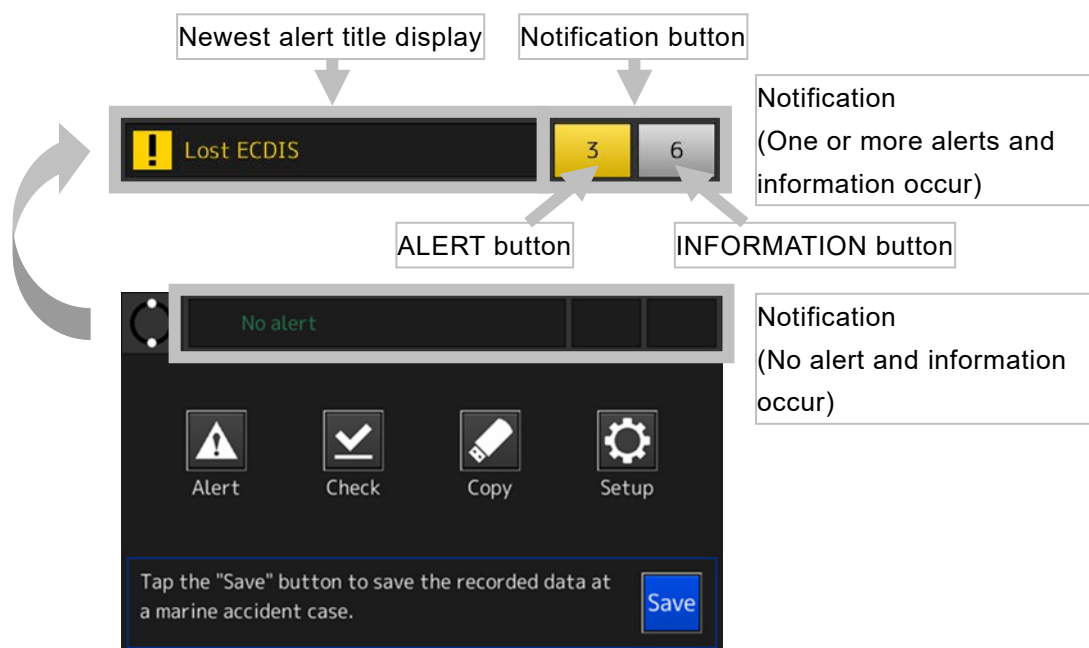 Newest alert title display
Notification button
Notification
(One or more alerts and
information occur)
! Lost ECDIS
3
6
ALERT button
INFORMATION button
No alert
Notification
(No alert and information
occur)
Alert
Check
Copy
Setup
Tap the "Save" button to save the recorded data at
a marine accident case.
Save